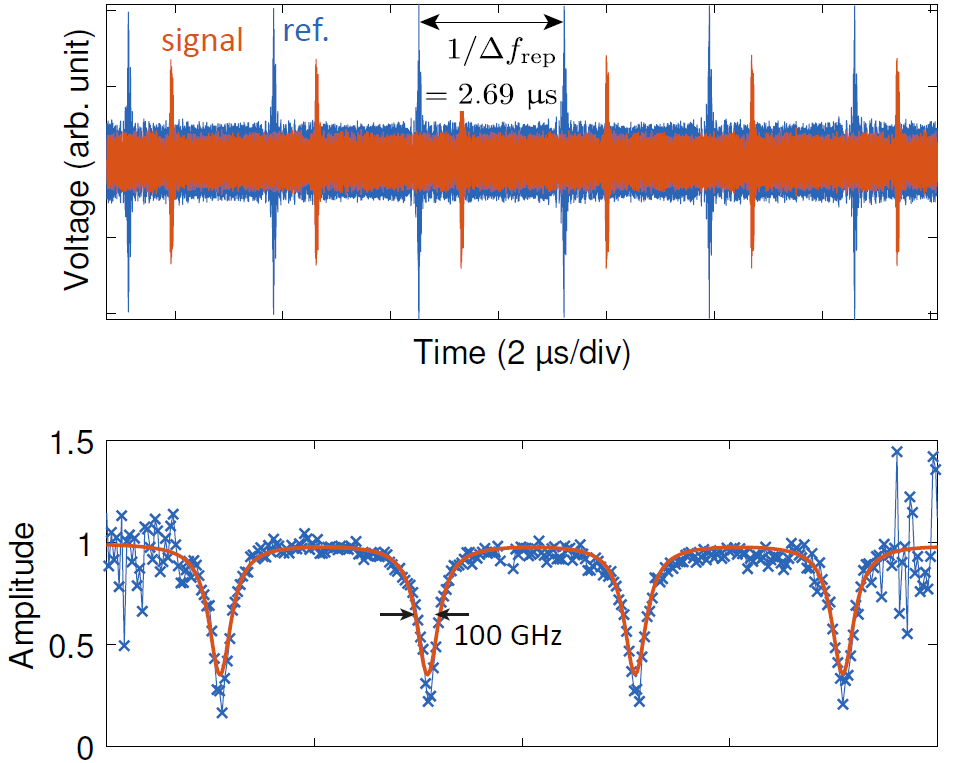 signal
ref.
1/Δf_rep
= 2.69 µs
Voltage (arb. unit)
Time (2 µs/div)
1.5
1
0.5
0
Amplitude
100 GHz